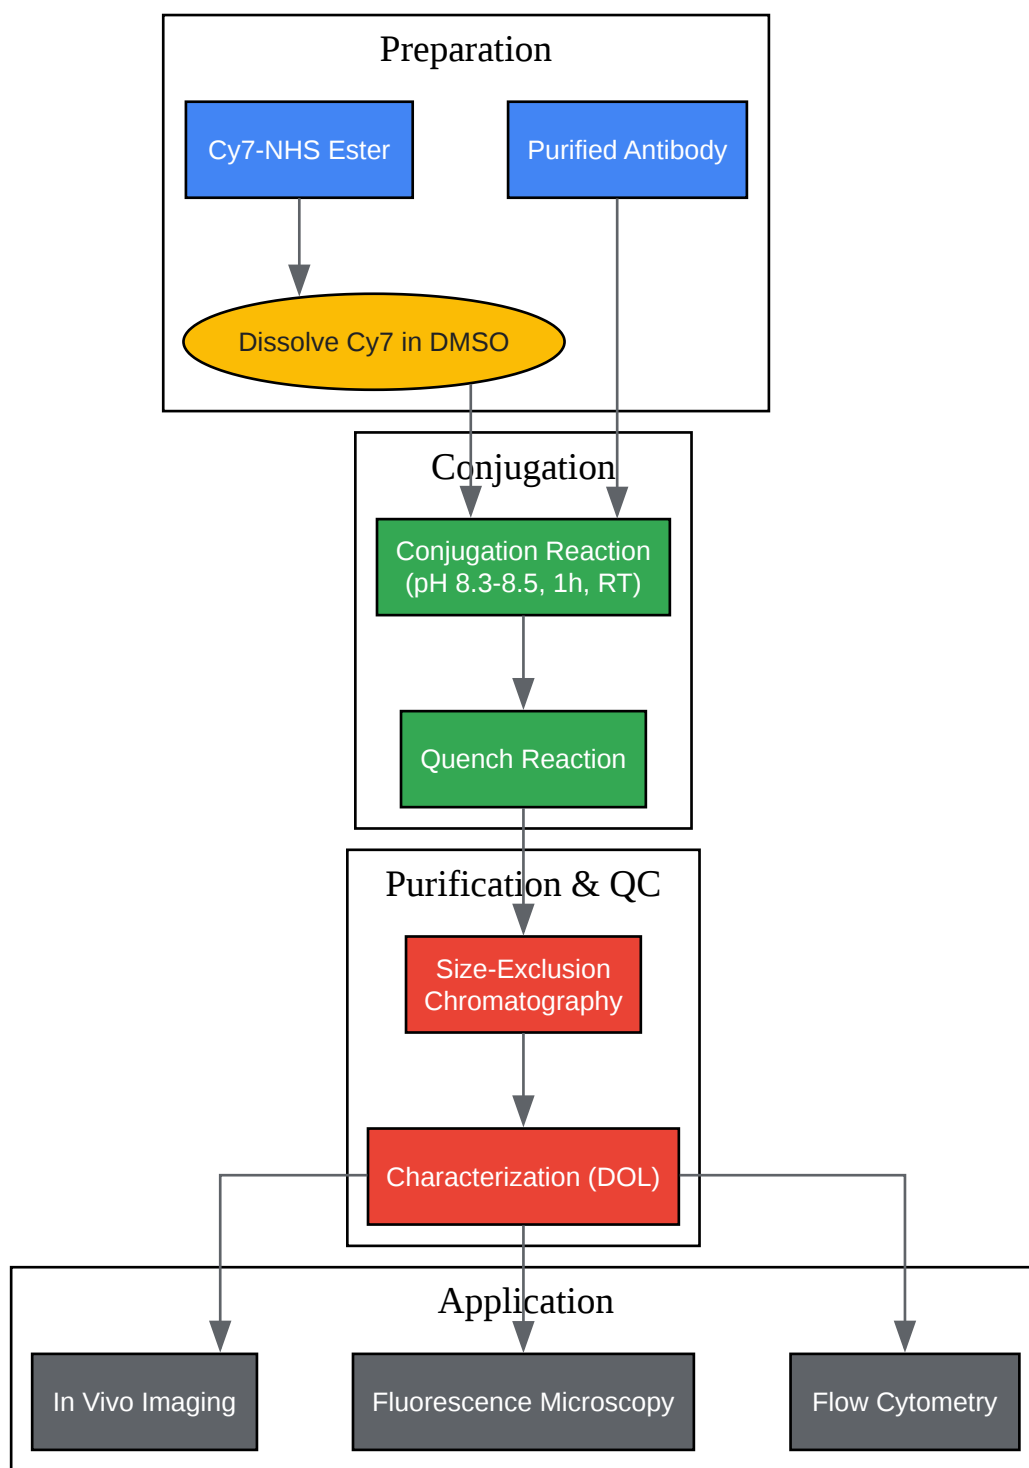 Preparation
Cy7-NHS Ester
Purified Antibody
Dissolve Cy7 in DMSO
Conjugation
Conjugation Reaction
(pH 8.3-8.5, 1h, RT)
Quench Reaction
Purification & QC
Size-Exclusion
Chromatography
Characterization (DOL)
Application
In Vivo Imaging
Fluorescence Microscopy
Flow Cytometry